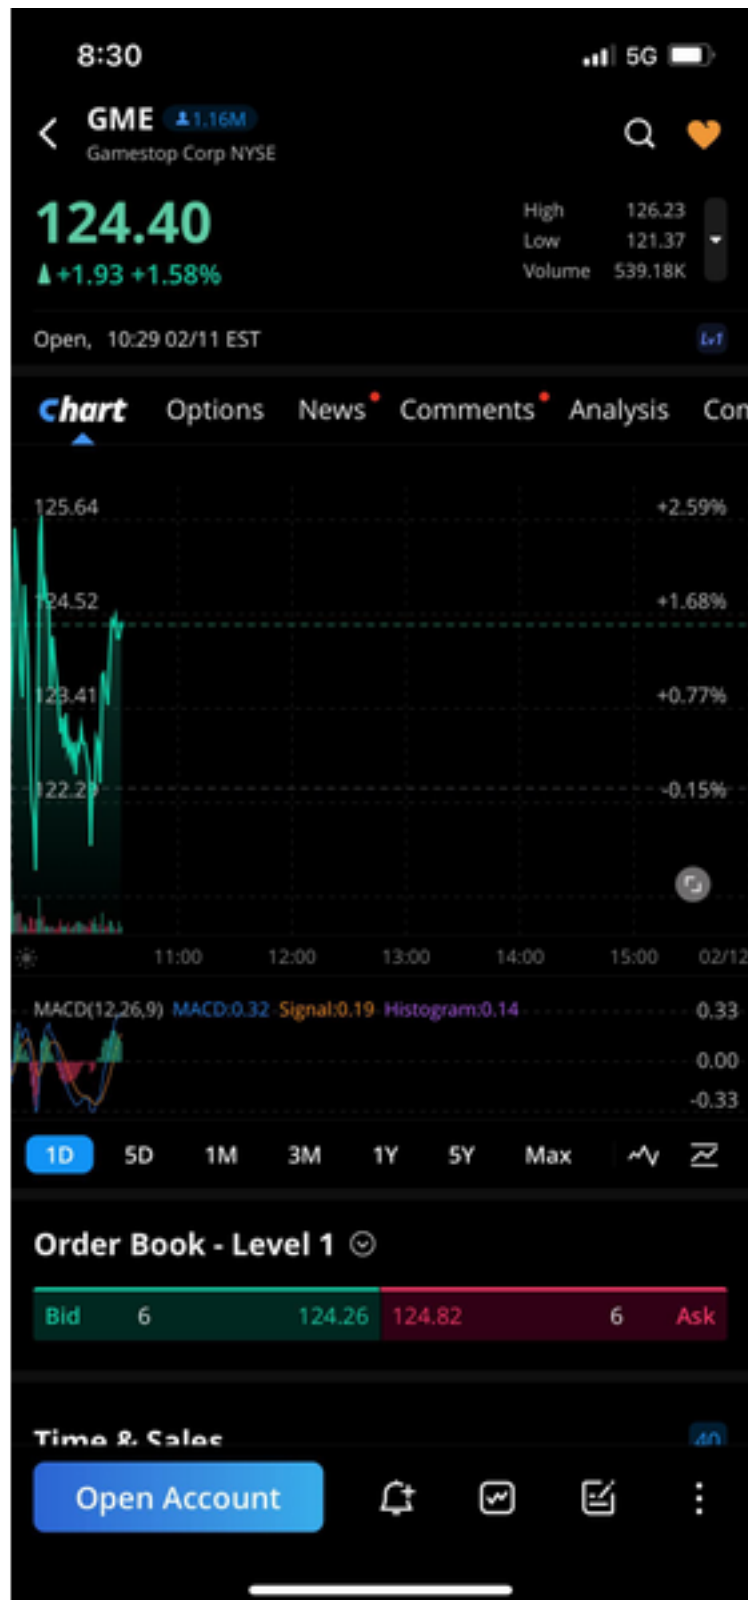 8:30 5G
GME 1.16M
Gamestop Corp NYSE
124.40
+1.93 +1.58%
High 126.23
Low 121.37
Volume 539.18K
Open, 10:29 02/11 EST
Lv1
Chart Options News Comments Analysis Con
125.64 +2.59%
124.52 +1.68%
123.41 +0.77%
122.29 -0.15%
11:00 12:00 13:00 14:00 15:00 02/12
MACD(12,26,9) MACD:0.32 Signal:0.19 Histogram:0.14 0.33
0.00
-0.33
1D 5D 1M 3M 1Y 5Y Max
Order Book - Level 1
Bid 6 124.26 124.82 6 Ask
Time & Sales 40
Open Account